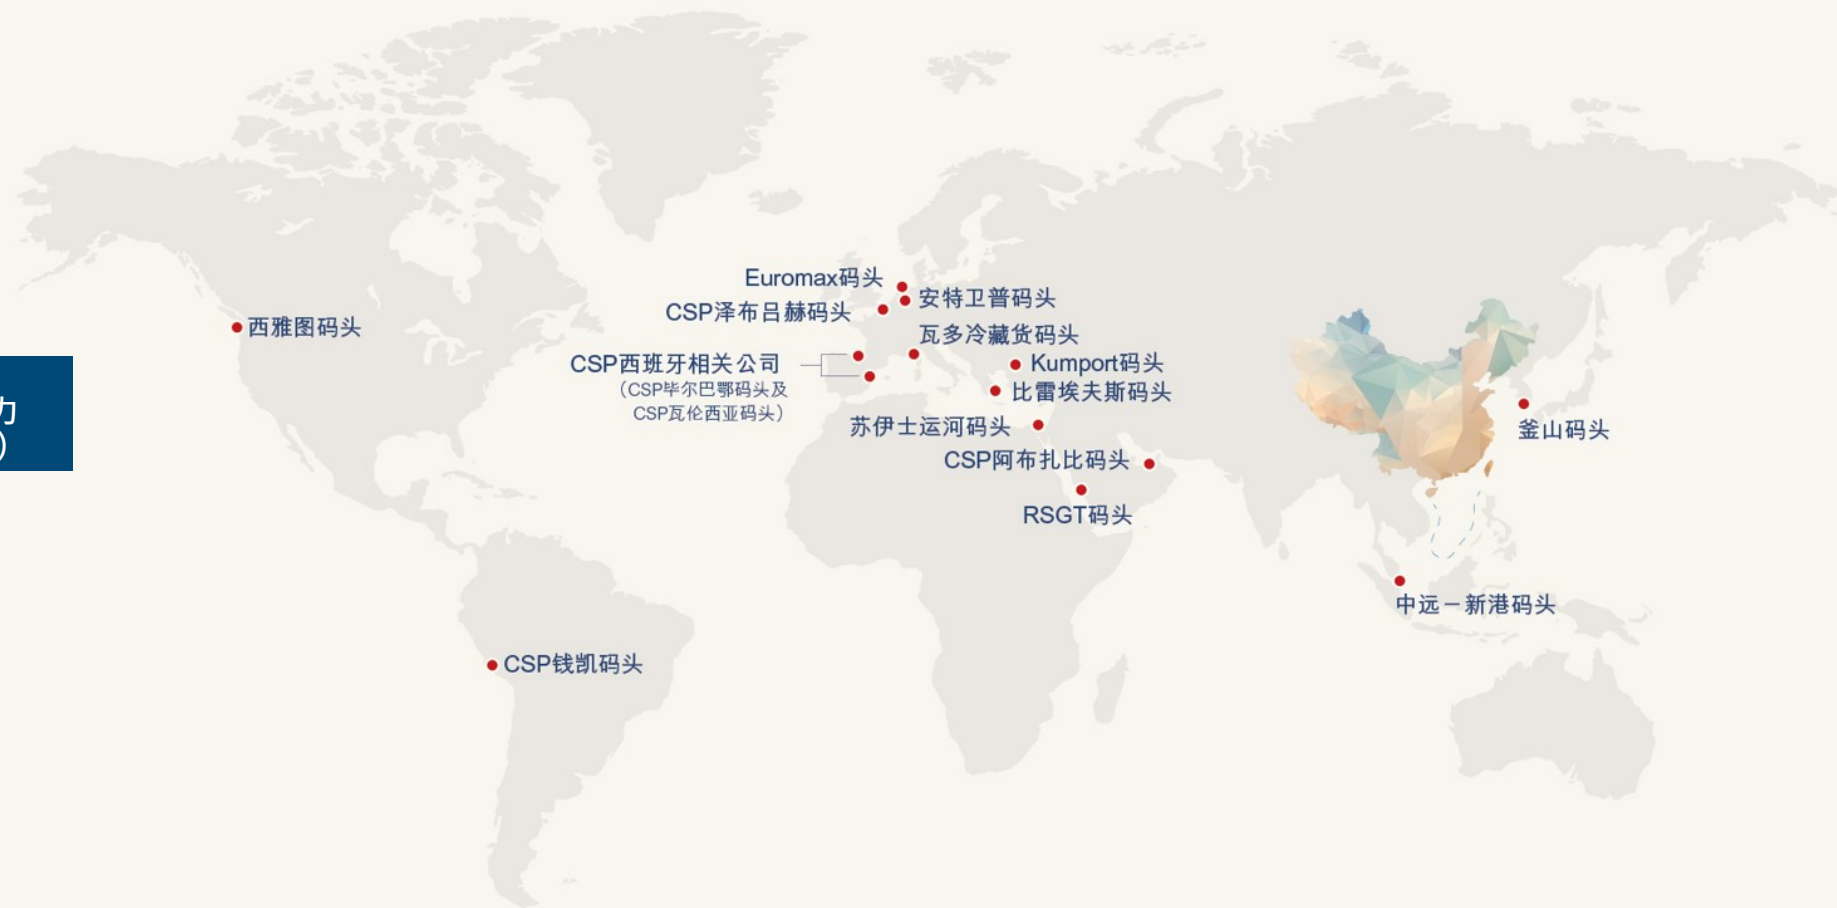 Euromax码头
安特卫普码头
CSP泽布吕赫码头
西雅图码头
瓦多冷藏货码头
CSP西班牙相关公司
（CSP毕尔巴鄂码头及
CSP瓦伦西亚码头）
Kumport码头
比雷埃夫斯码头
力
）
苏伊士运河码头
釜山码头
CSP阿布扎比码头
RSGT码头
中远－新港码头
CSP钱凯码头